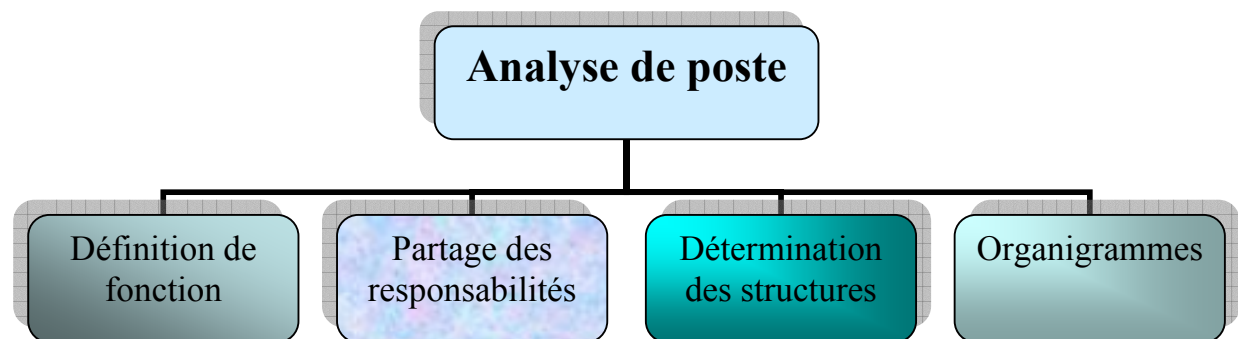 Analyse de poste
Définition de
fonction
Partage des
responsabilités
Détermination
des structures
Organigrammes